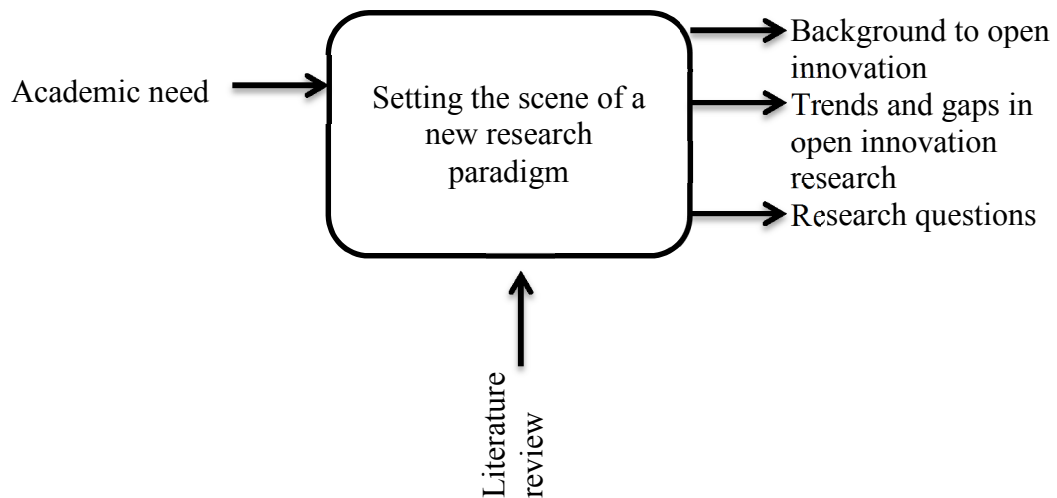 Academic need
Setting the scene of a
new research
paradigm
Background to open
innovation
Trends and gaps in
open innovation
research
Research questions
Literature
review